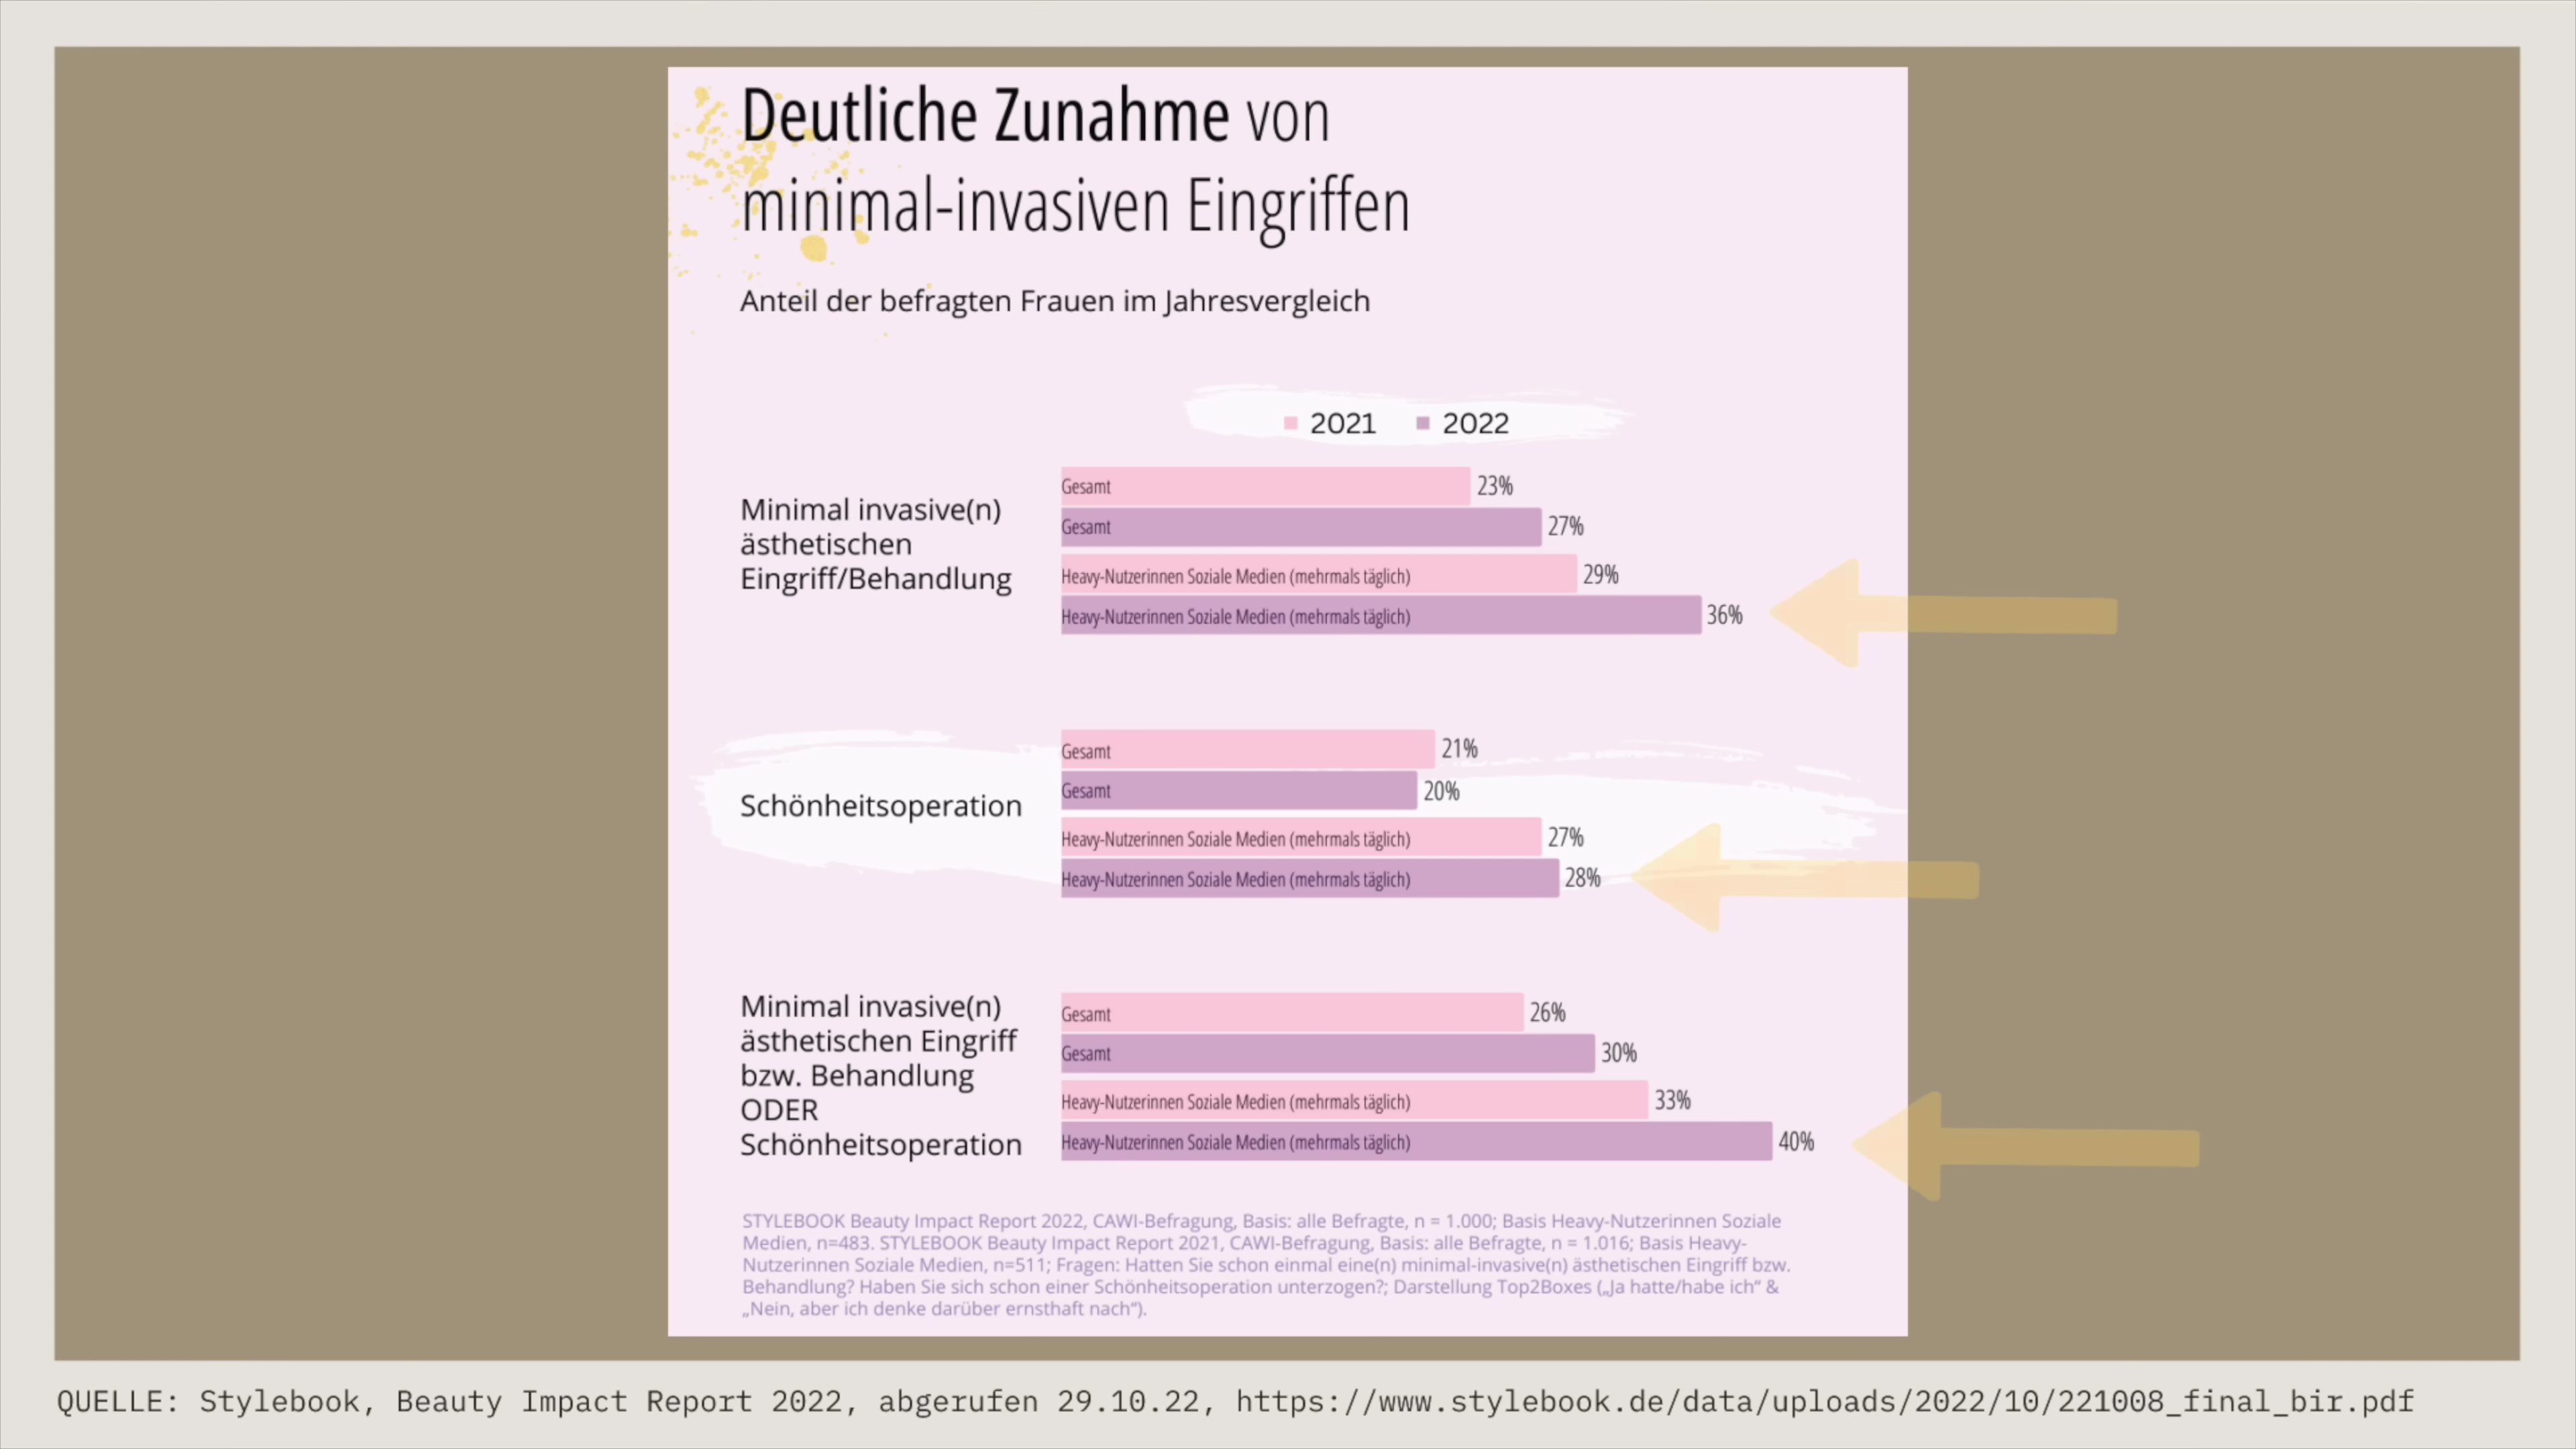 Deutliche Zunahme von
minimal-invasiven Eingriffen
Anteil der befragten Frauen im Jahresvergleich
2021 2022
Minimal invasive(n)
ästhetischen
Eingriff/Behandlung
Gesamt 23%
Gesamt 27%
Heavy-Nutzerinnen Soziale Medien (mehrmals täglich) 29%
Heavy-Nutzerinnen Soziale Medien (mehrmals täglich) 36%
Schönheitsoperation
Gesamt 21%
Gesamt 20%
Heavy-Nutzerinnen Soziale Medien (mehrmals täglich) 27%
Heavy-Nutzerinnen Soziale Medien (mehrmals täglich) 28%
Minimal invasive(n)
ästhetischen Eingriff
bzw. Behandlung
ODER
Schönheitsoperation
Gesamt 26%
Gesamt 30%
Heavy-Nutzerinnen Soziale Medien (mehrmals täglich) 33%
Heavy-Nutzerinnen Soziale Medien (mehrmals täglich) 40%
STYLEBOOK Beauty Impact Report 2022, CAWI-Befragung, Basis: alle Befragte, n = 1.000; Basis Heavy-Nutzerinnen Soziale
Medien, n=483. STYLEBOOK Beauty Impact Report 2021, CAWI-Befragung, Basis: alle Befragte, n = 1.016; Basis Heavy-
Nutzerinnen Soziale Medien, n=511; Fragen: Hatten Sie schon einmal eine(n) minimal-invasive(n) ästhetischen Eingriff bzw.
Behandlung? Haben Sie sich schon einer Schönheitsoperation unterzogen?; Darstellung Top2Boxes („Ja hatte/habe ich“ &
„Nein, aber ich denke darüber ernsthaft nach“).
QUELLE: Stylebook, Beauty Impact Report 2022, abgerufen 29.10.22, https://www.stylebook.de/data/uploads/2022/10/221008_final_bir.pdf